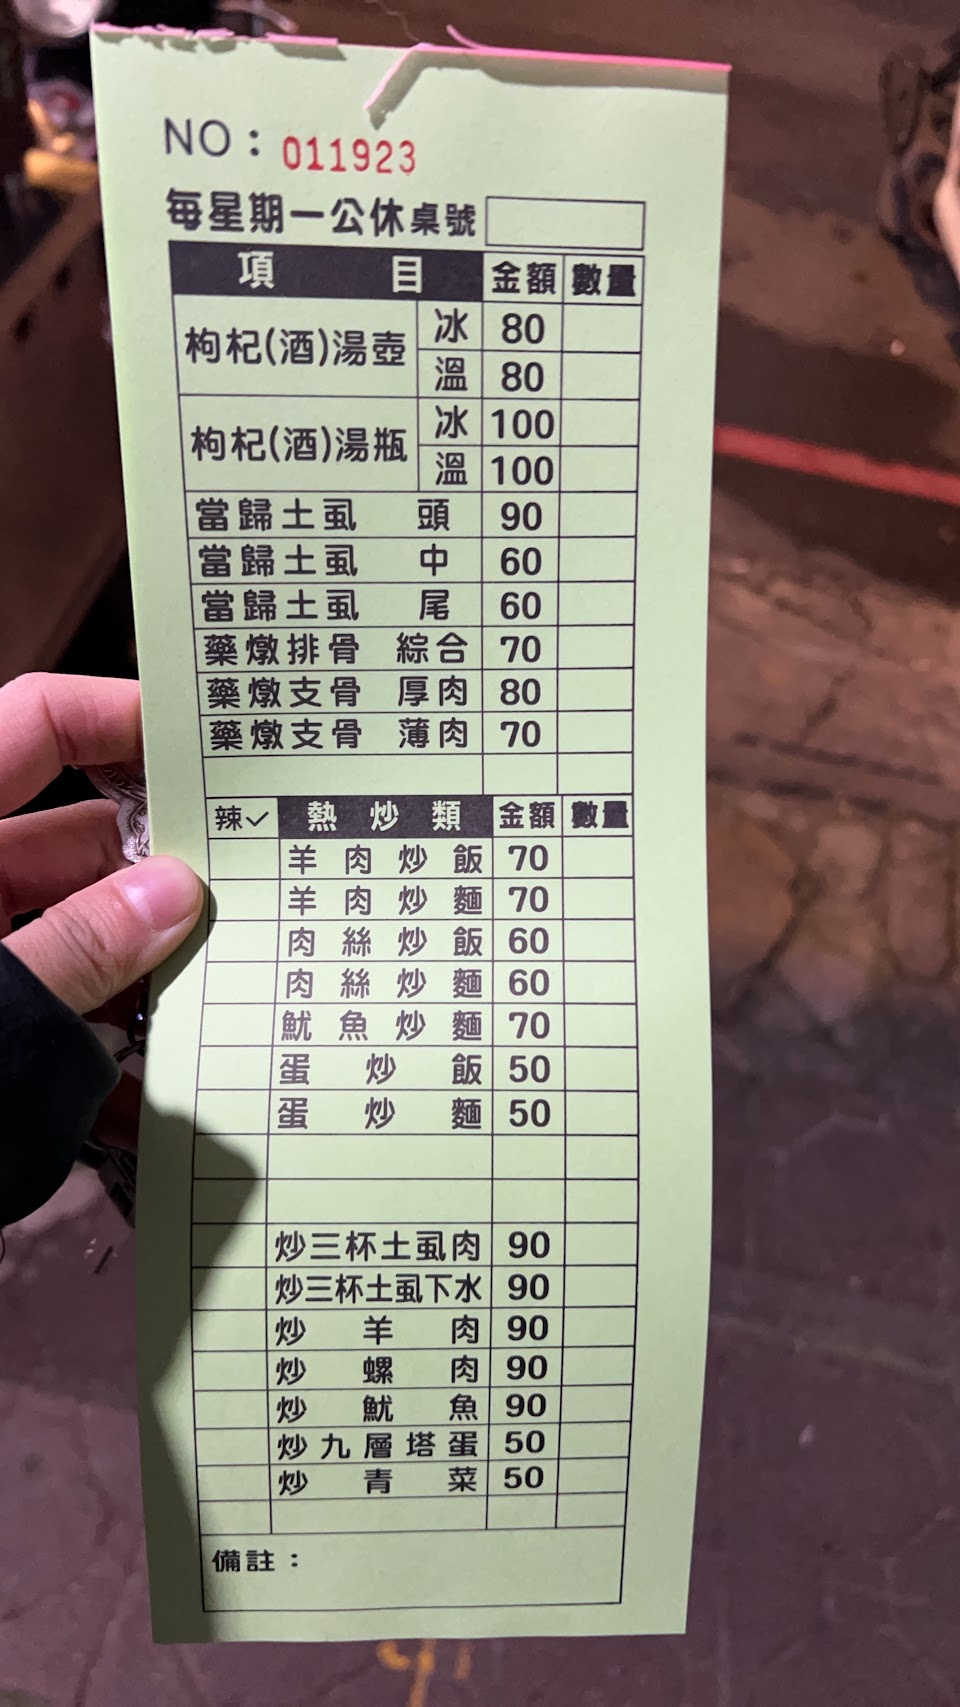 NO：011923
每星期一公休桌號
項目 金額 數量
枸杞(酒)湯壺 冰 80
溫 80
枸杞(酒)湯瓶 冰 100
溫 100
當歸土虱 頭 90
當歸土虱 中 60
當歸土虱 尾 60
藥燉排骨 綜合 70
藥燉支骨 厚肉 80
藥燉支骨 薄肉 70
辣✓ 熱炒類 金額 數量
羊肉炒飯 70
羊肉炒麵 70
肉絲炒飯 60
肉絲炒麵 60
魷魚炒麵 70
蛋炒飯 50
蛋炒麵 50
炒三杯土虱肉 90
炒三杯土虱下水 90
炒羊肉 90
炒螺肉 90
炒魷魚 90
炒九層塔蛋 50
炒青菜 50
備註：